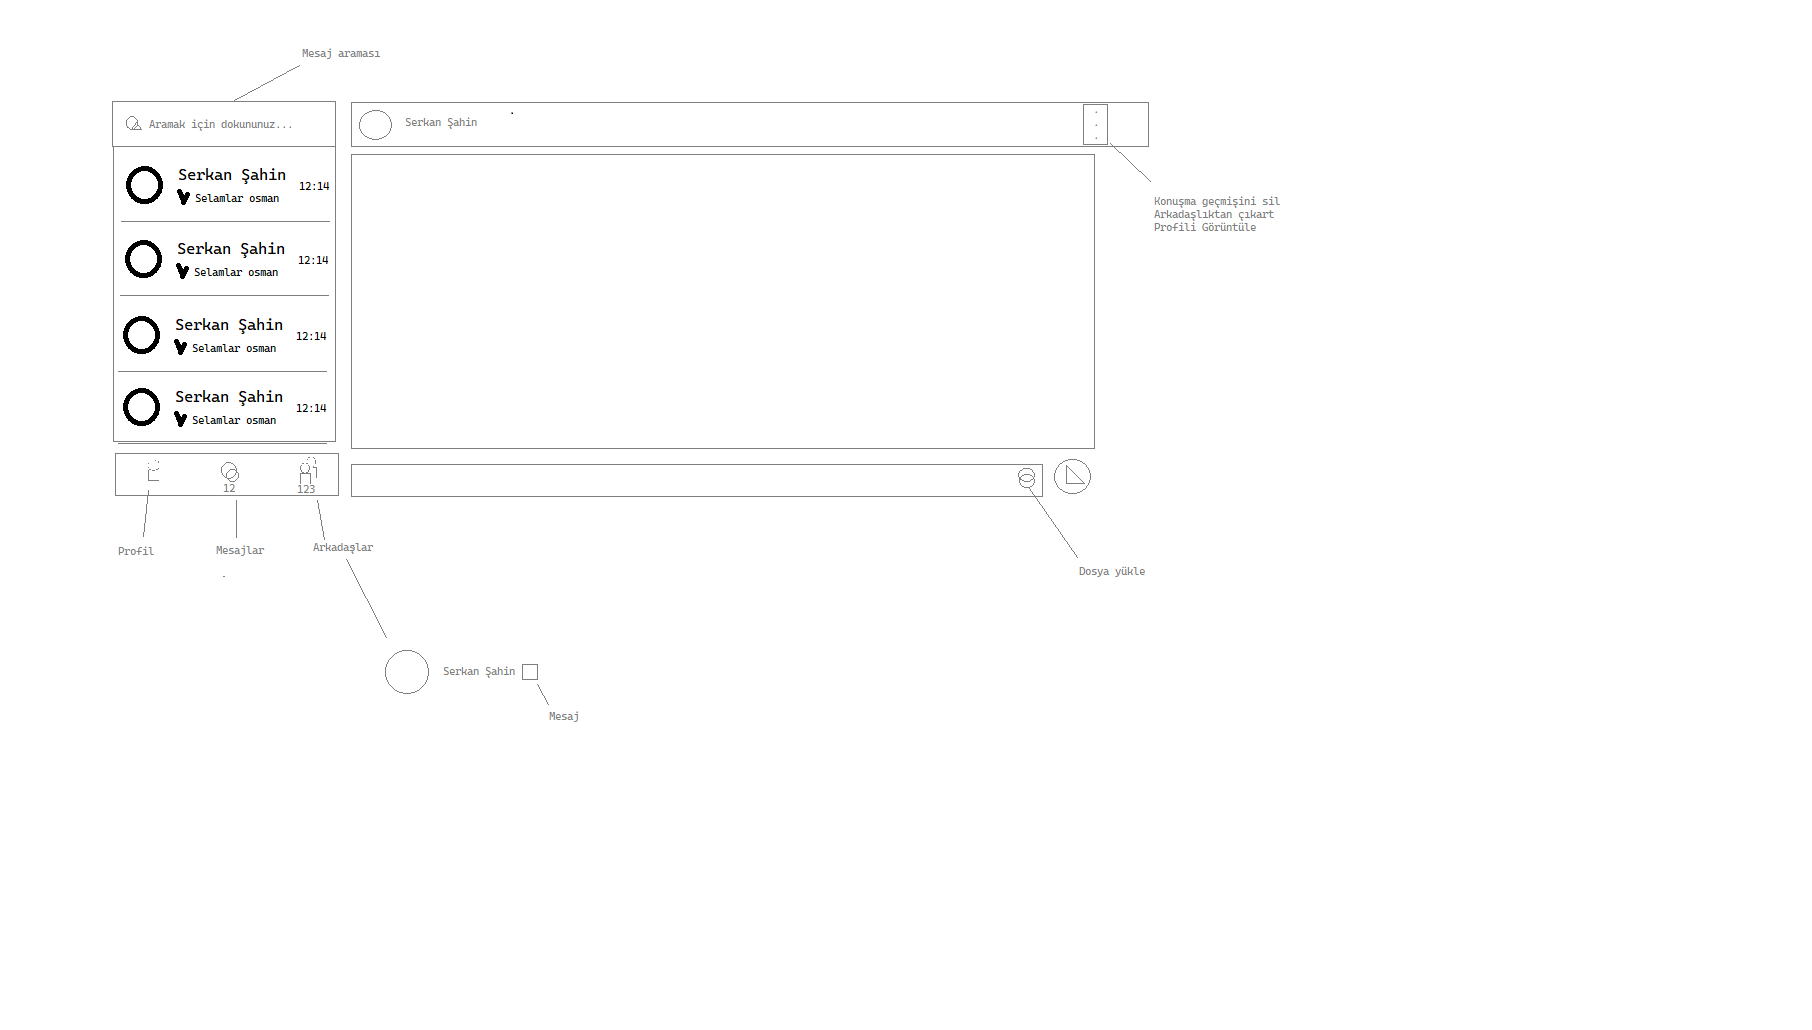 Mesaj araması
Aramak için dokununuz...
Serkan Şahin
Selamlar osman
12:14
Serkan Şahin
Selamlar osman
12:14
Serkan Şahin
Selamlar osman
12:14
Serkan Şahin
Selamlar osman
12:14
12
123
Profil
Mesajlar
Arkadaşlar
Serkan Şahin
Konuşma geçmişini sil
Arkadaşlıktan çıkart
Profili Görüntüle
Dosya yükle
Serkan Şahin
Mesaj